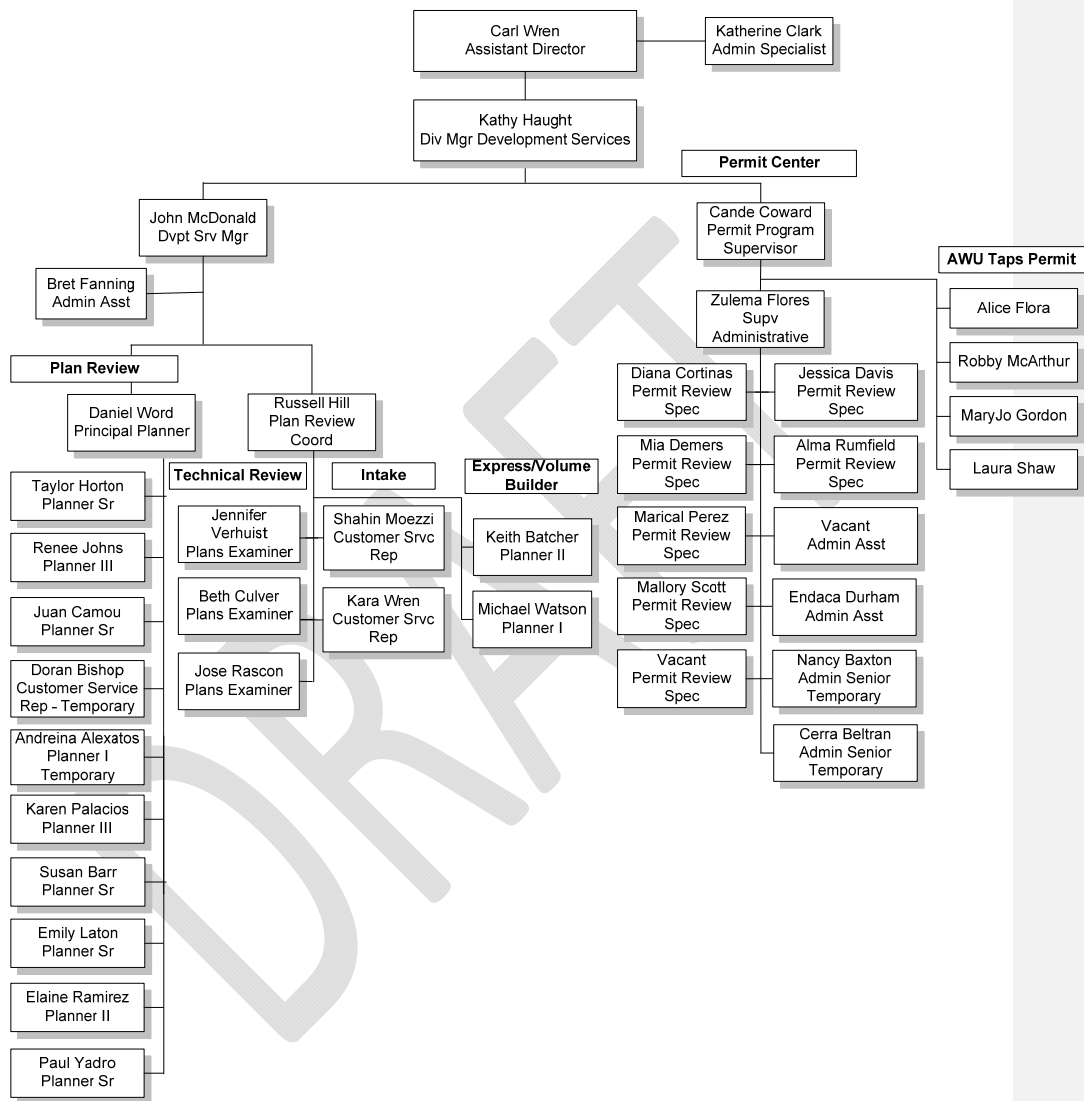 Carl Wren
Assistant Director
Katherine Clark
Admin Specialist
Kathy Haught
Div Mgr Development Services
Permit Center
John McDonald
Dvpt Srv Mgr
Cande Coward
Permit Program
Supervisor
Bret Fanning
Admin Asst
AWU Taps Permit
Zulema Flores
Supv
Administrative
Alice Flora
Robby McArthur
MaryJo Gordon
Laura Shaw
Plan Review
Daniel Word
Principal Planner
Russell Hill
Plan Review
Coord
Taylor Horton
Planner Sr
Renee Johns
Planner III
Juan Camou
Planner Sr
Doran Bishop
Customer Service
Rep - Temporary
Andreina Alexatos
Planner I
Temporary
Karen Palacios
Planner III
Susan Barr
Planner Sr
Emily Laton
Planner Sr
Elaine Ramirez
Planner II
Paul Yadro
Planner Sr
Technical Review
Jennifer
Verhuist
Plans Examiner
Beth Culver
Plans Examiner
Jose Rascon
Plans Examiner
Intake
Shahin Moezzi
Customer Srvc
Rep
Kara Wren
Customer Srvc
Rep
Express/Volume
Builder
Keith Batcher
Planner II
Michael Watson
Planner I
Diana Cortinas
Permit Review
Spec
Jessica Davis
Permit Review
Spec
Mia Demers
Permit Review
Spec
Alma Rumfield
Permit Review
Spec
Marical Perez
Permit Review
Spec
Vacant
Admin Asst
Mallory Scott
Permit Review
Spec
Endaca Durham
Admin Asst
Vacant
Permit Review
Spec
Nancy Baxton
Admin Senior
Temporary
Cerra Beltran
Admin Senior
Temporary
DRAFT